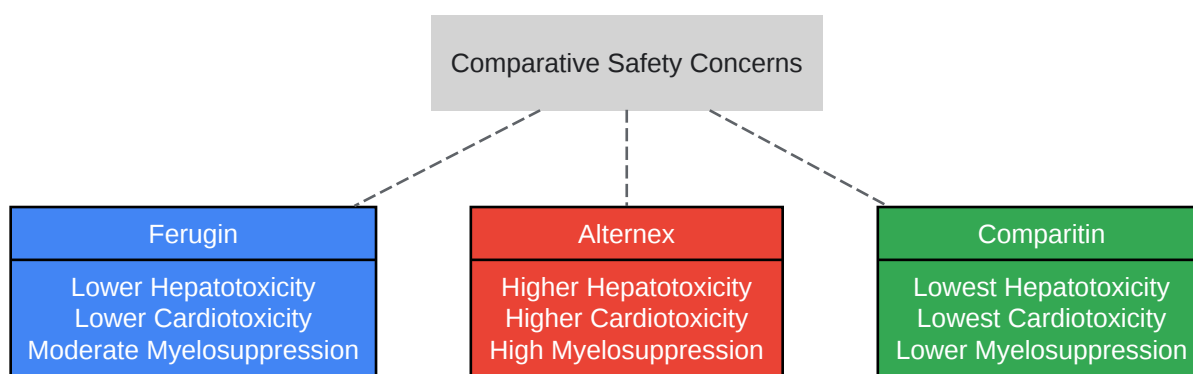 Comparative Safety Concerns
Ferugin
Lower Hepatotoxicity
Lower Cardiotoxicity
Moderate Myelosuppression
Alternex
Higher Hepatotoxicity
Higher Cardiotoxicity
High Myelosuppression
Comparitin
Lowest Hepatotoxicity
Lowest Cardiotoxicity
Lower Myelosuppression